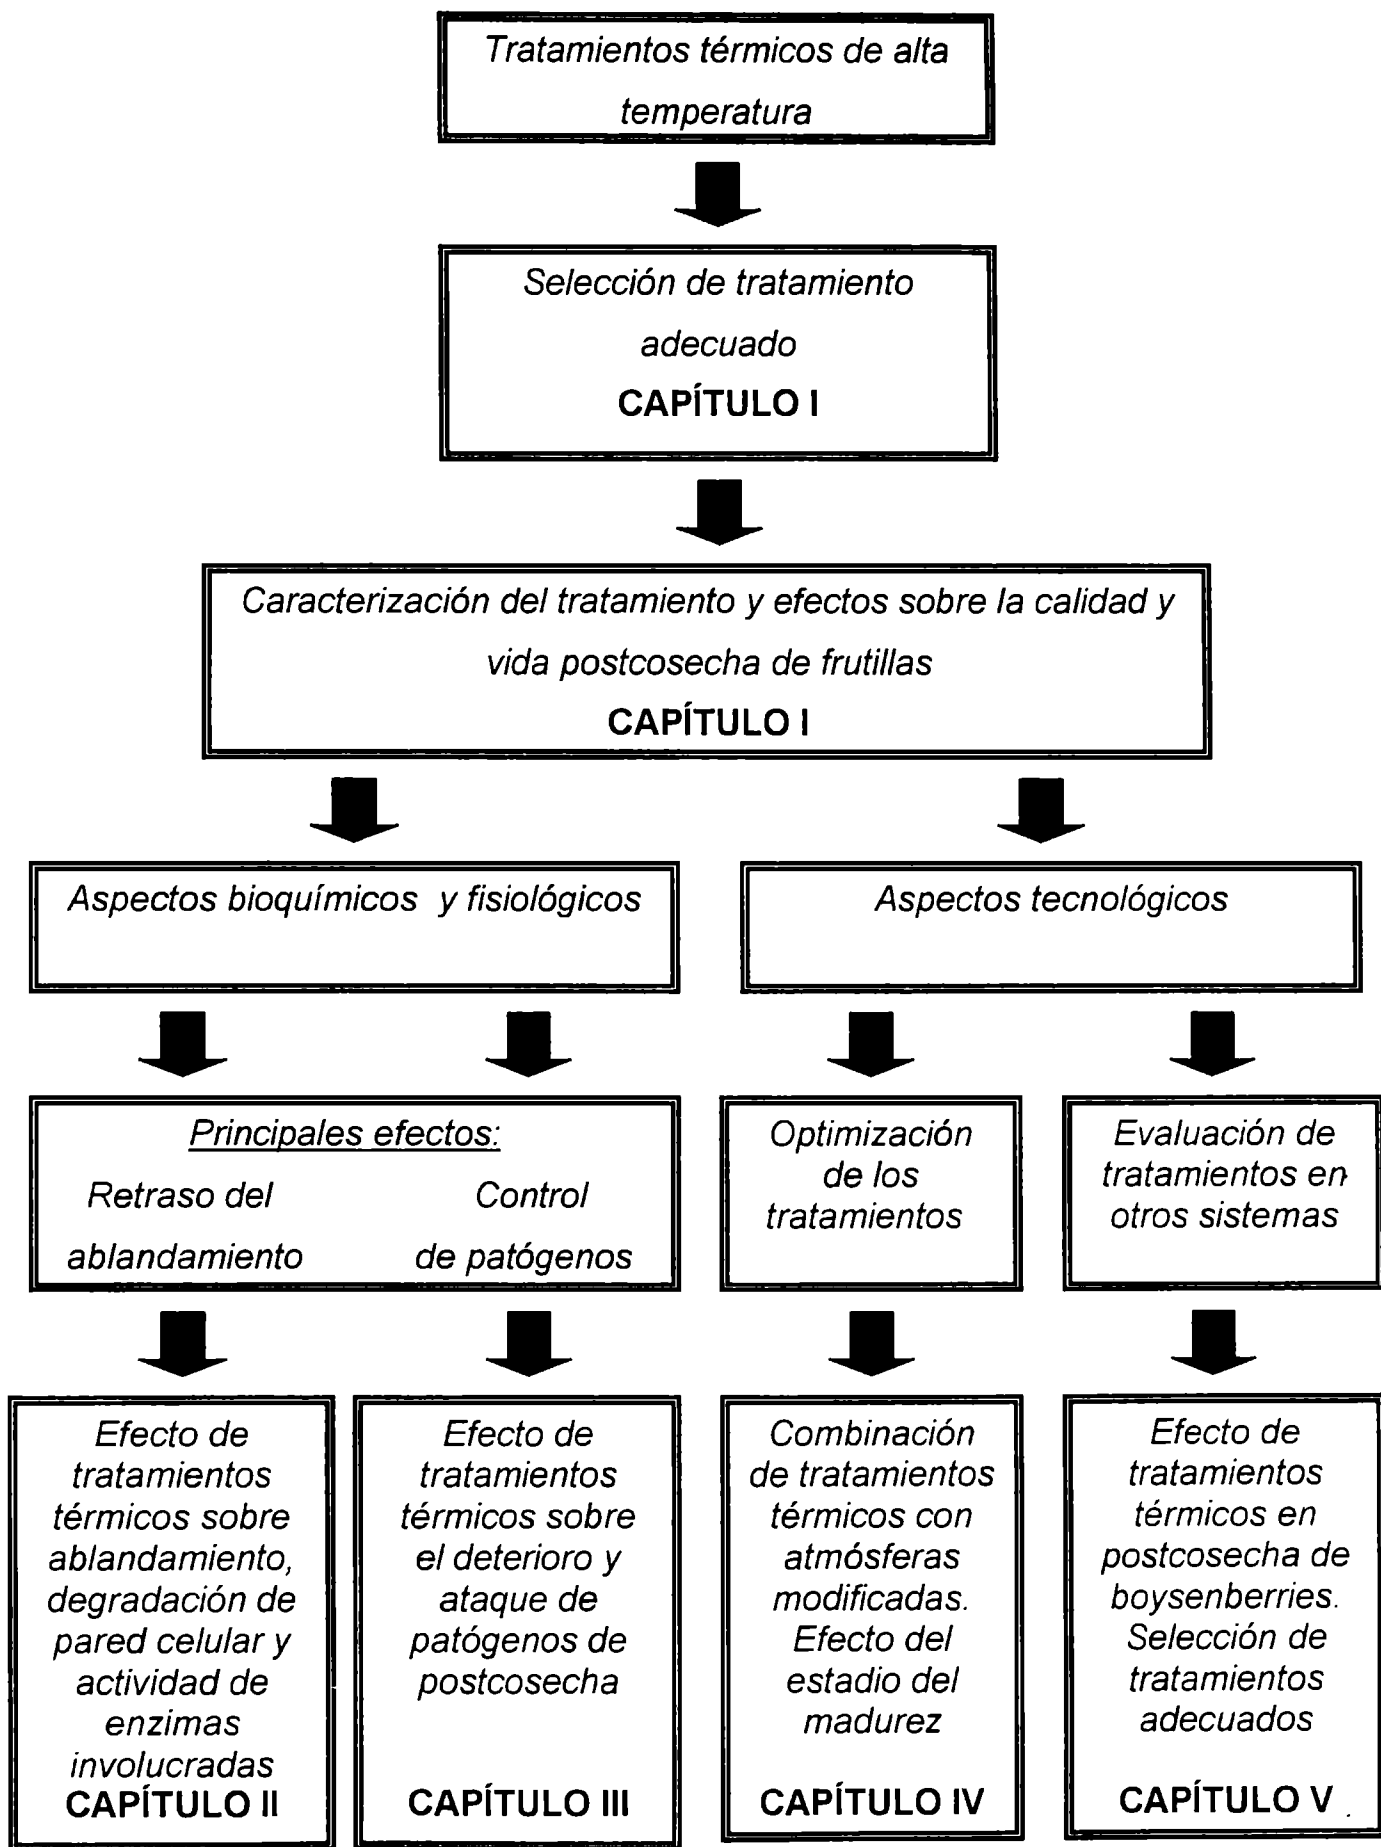 Tratamientos térmicos de alta
temperatura
Selección de tratamiento
adecuado
CAPÍTULO I
Caracterización del tratamiento y efectos sobre la calidad y
vida postcosecha de frutillas
CAPÍTULO I
Aspectos bioquímicos y fisiológicos
Aspectos tecnológicos
Principales efectos:
Retraso del
ablandamiento
Control
de patógenos
Optimización
de los
tratamientos
Evaluación de
tratamientos en
otros sistemas
Efecto de
tratamientos
térmicos sobre
ablandamiento,
degradación de
pared celular y
actividad de
enzimas
involucradas
CAPÍTULO II
Efecto de
tratamientos
térmicos sobre
el deterioro y
ataque de
patógenos de
postcosecha
CAPÍTULO III
Combinación
de tratamientos
térmicos con
atmósferas
modificadas.
Efecto del
estadio del
madurez
CAPÍTULO IV
Efecto de
tratamientos
térmicos en
postcosecha de
boysenberries.
Selección de
tratamientos
adecuados
CAPÍTULO V